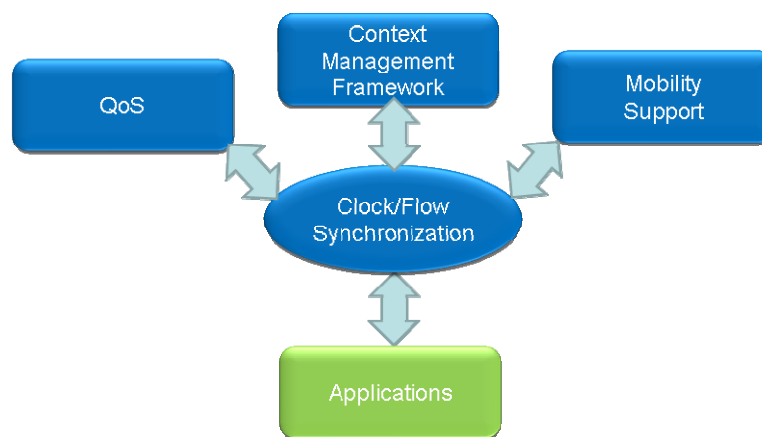 Context
Management
Framework
QoS
Mobility
Support
Clock/Flow
Synchronization
Applications